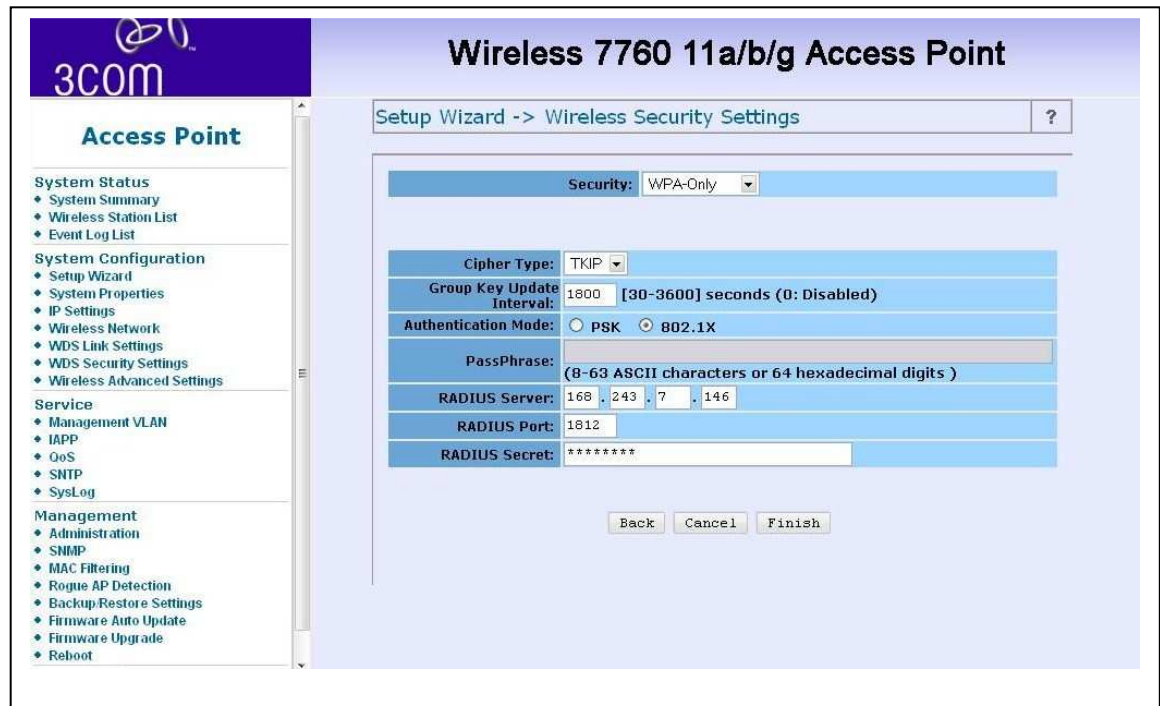 3COM
Wireless 7760 11a/b/g Access Point
Access Point
System Status
System Summary
Wireless Station List
Event Log List
System Configuration
Setup Wizard
System Properties
IP Settings
Wireless Network
WDS Link Settings
WDS Security Settings
Wireless Advanced Settings
Service
Management VLAN
IAPP
QoS
SNTP
SysLog
Management
Administration
SNMP
MAC Filtering
Rogue AP Detection
Backup/Restore Settings
Firmware Auto Update
Firmware Upgrade
Reboot
Setup Wizard -> Wireless Security Settings ?
Security: WPA-Only
Cipher Type: TKIP
Group Key Update
Interval: 1800 [30-3600] seconds (0: Disabled)
Authentication Mode: PSK 802.1X
PassPhrase:
(8-63 ASCII characters or 64 hexadecimal digits )
RADIUS Server: 168 . 243 . 7 . 146
RADIUS Port: 1812
RADIUS Secret: ********
Back Cancel Finish